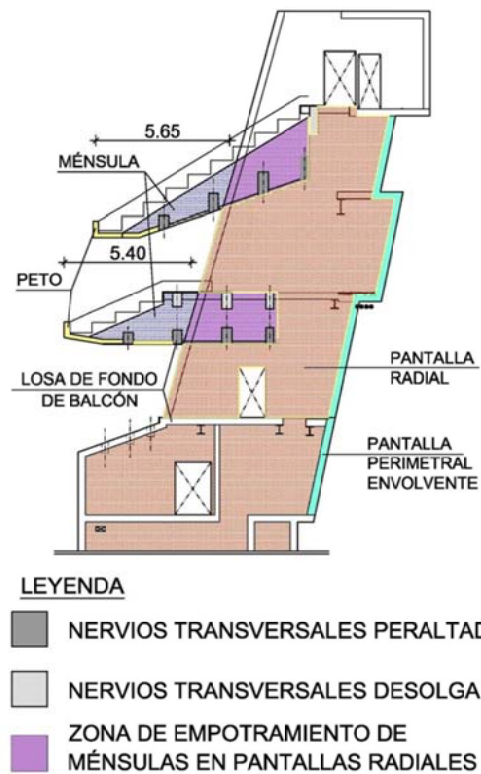 5.65
MÉNSULA
5.40
PETO
PANTALLA
RADIAL
LOSA DE FONDO
DE BALCÓN
PANTALLA
PERIMETRAL
ENVOLVENTE
LEYENDA
NERVIOS TRANSVERSALES PERALTAD
NERVIOS TRANSVERSALES DESOLGA
ZONA DE EMPOTRAMIENTO DE
MÉNSULAS EN PANTALLAS RADIALES